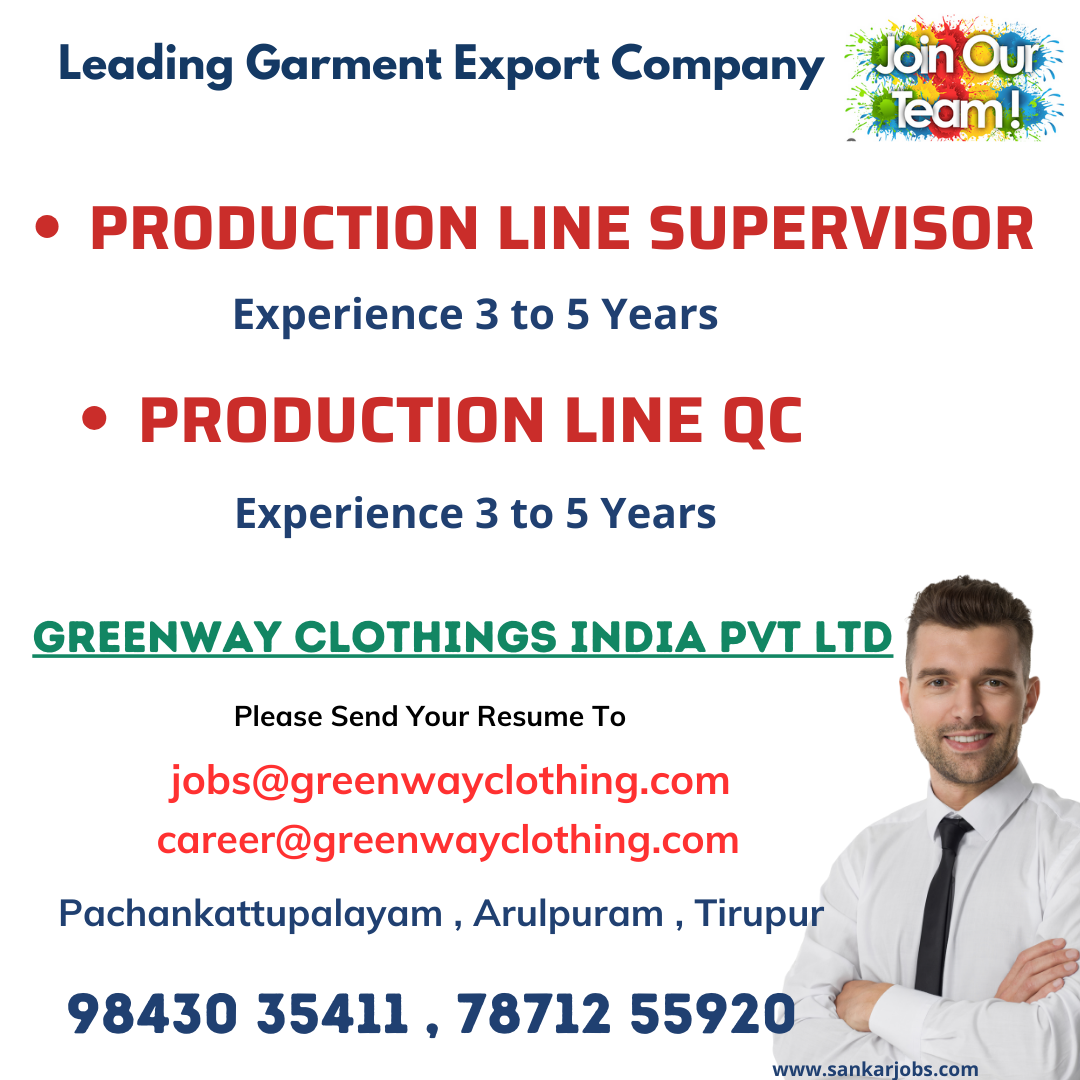 Leading Garment Export Company
Join Our
Team !
• PRODUCTION LINE SUPERVISOR
Experience 3 to 5 Years
• PRODUCTION LINE QC
Experience 3 to 5 Years
GREENWAY CLOTHINGS INDIA PVT LTD
Please Send Your Resume To
jobs@greenwayclothing.com
career@greenwayclothing.com
Pachankattupalayam , Arulpuram , Tirupur
98430 35411 , 78712 55920
www.sankarjobs.com